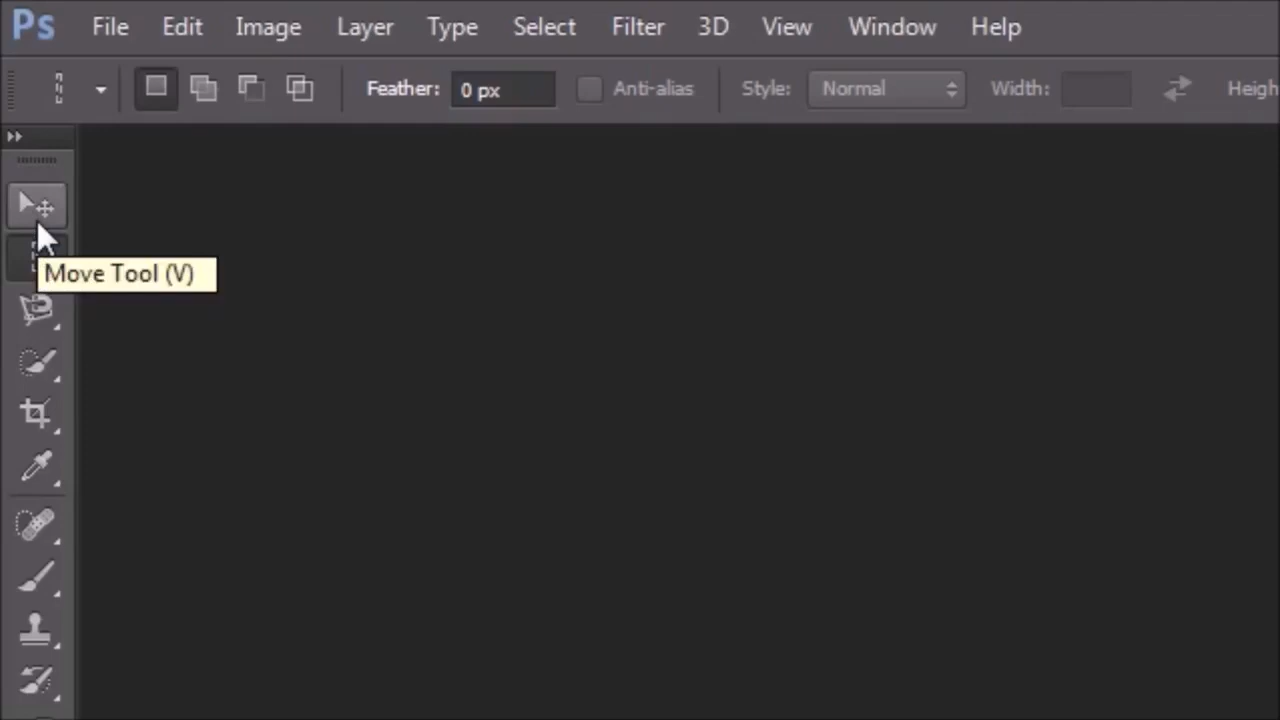 Ps File Edit Image Layer Type Select Filter 3D View Window Help
Feather: 0 px Anti-alias Style: Normal Width: Heigh
Move Tool (V)